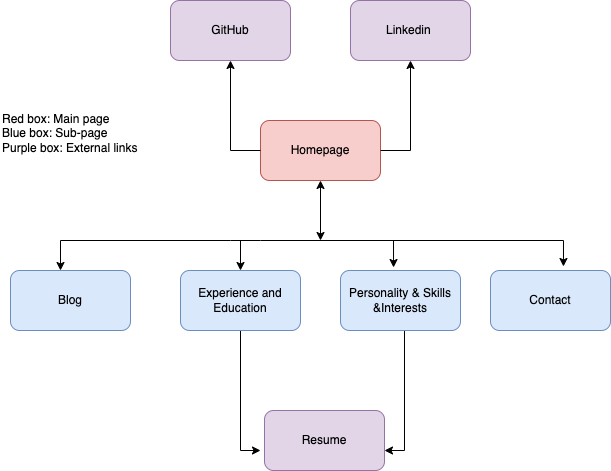 GitHub
Linkedin
Red box: Main page
Blue box: Sub-page
Purple box: External links
Homepage
Blog
Experience and
Education
Personality & Skills
&Interests
Contact
Resume